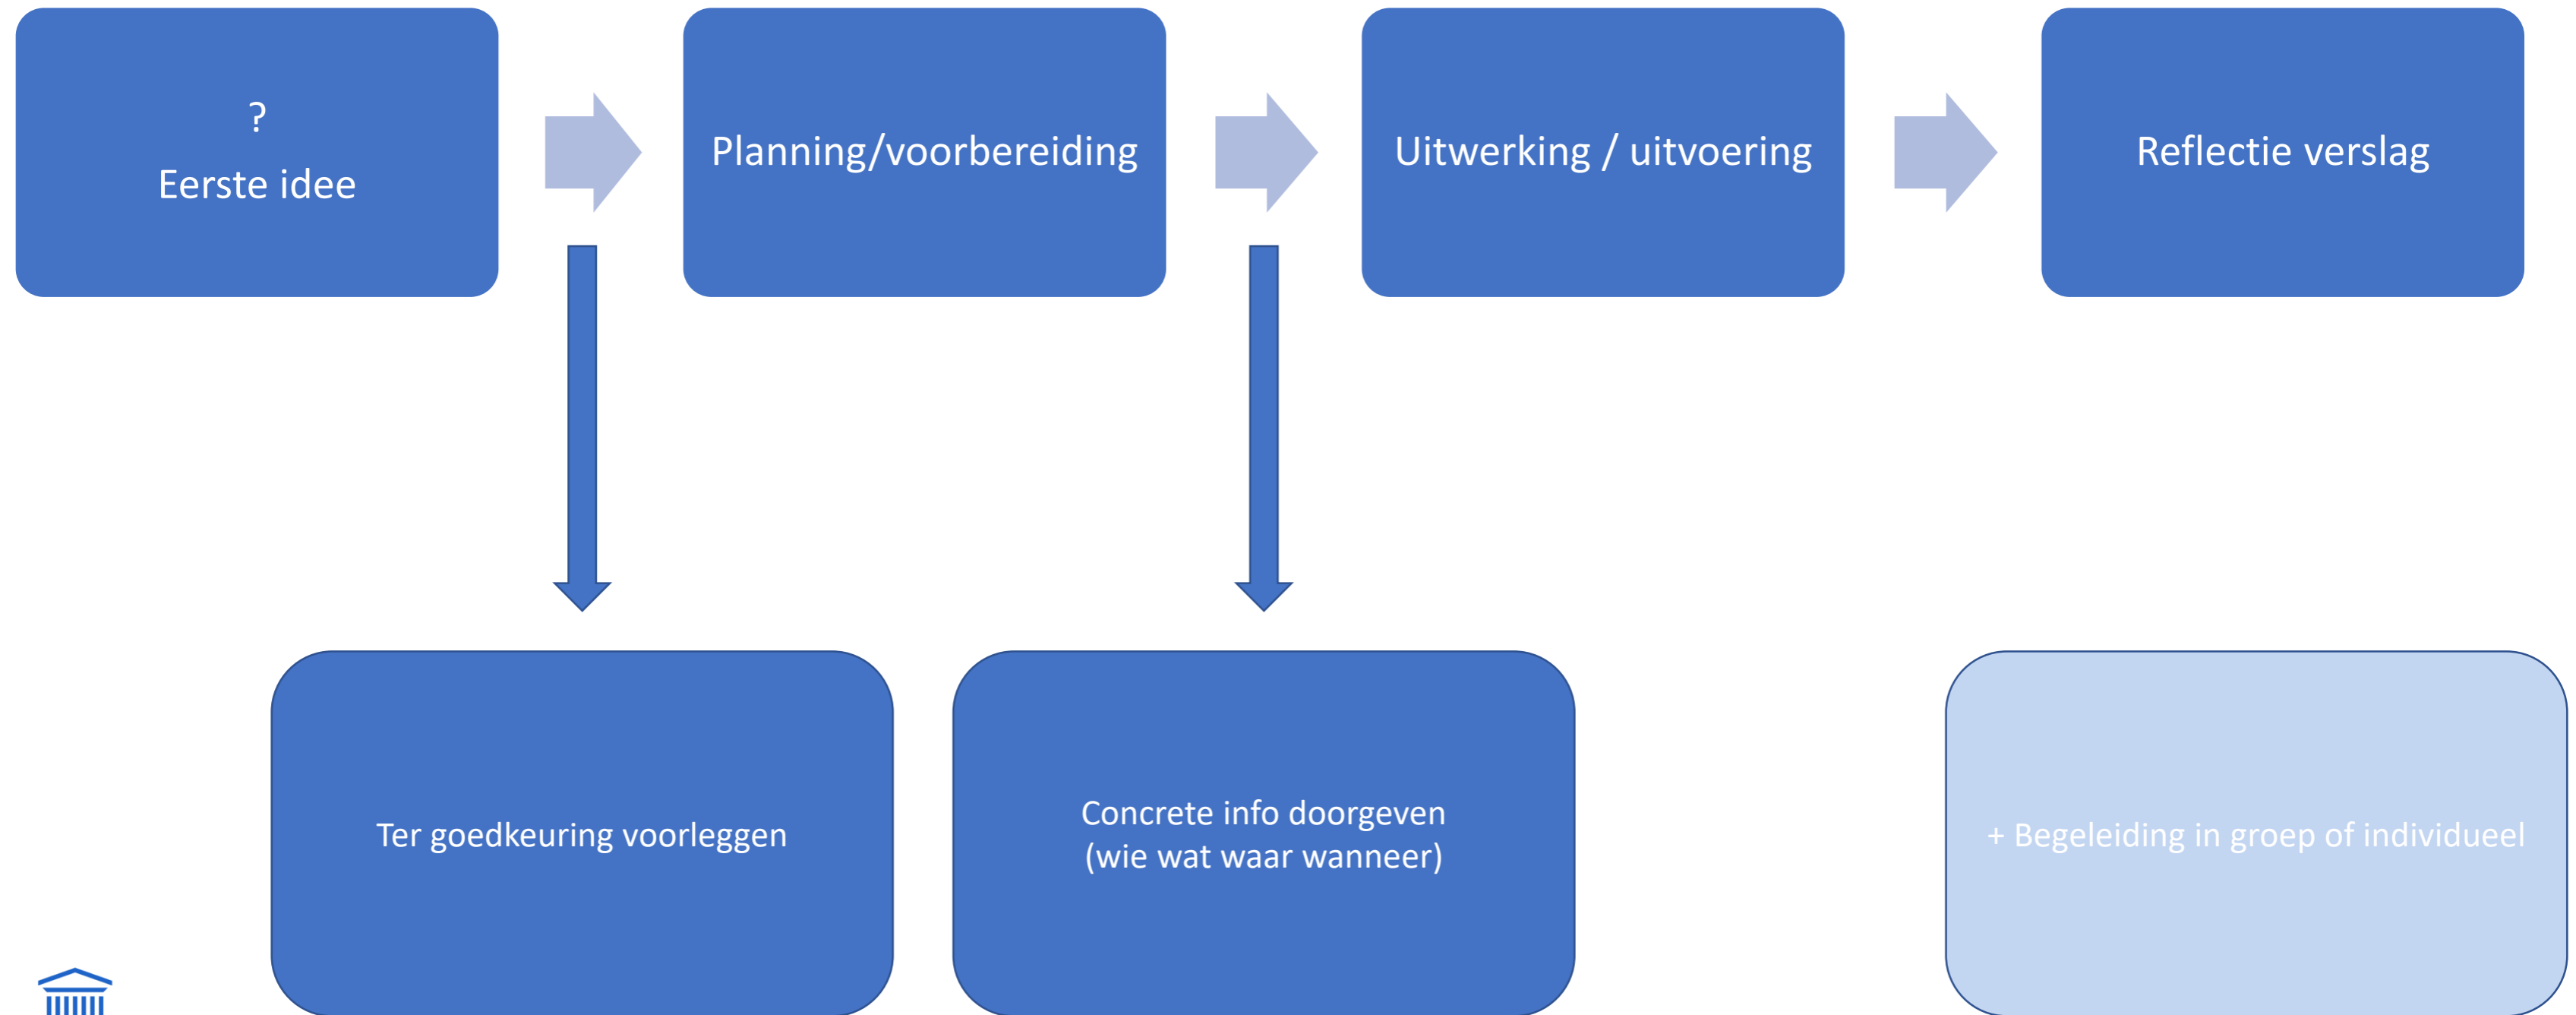 ?
Eerste idee
Planning/voorbereiding
Uitwerking / uitvoering
Reflectie verslag
Ter goedkeuring voorleggen
Concrete info doorgeven
(wie wat waar wanneer)
+ Begeleiding in groep of individueel